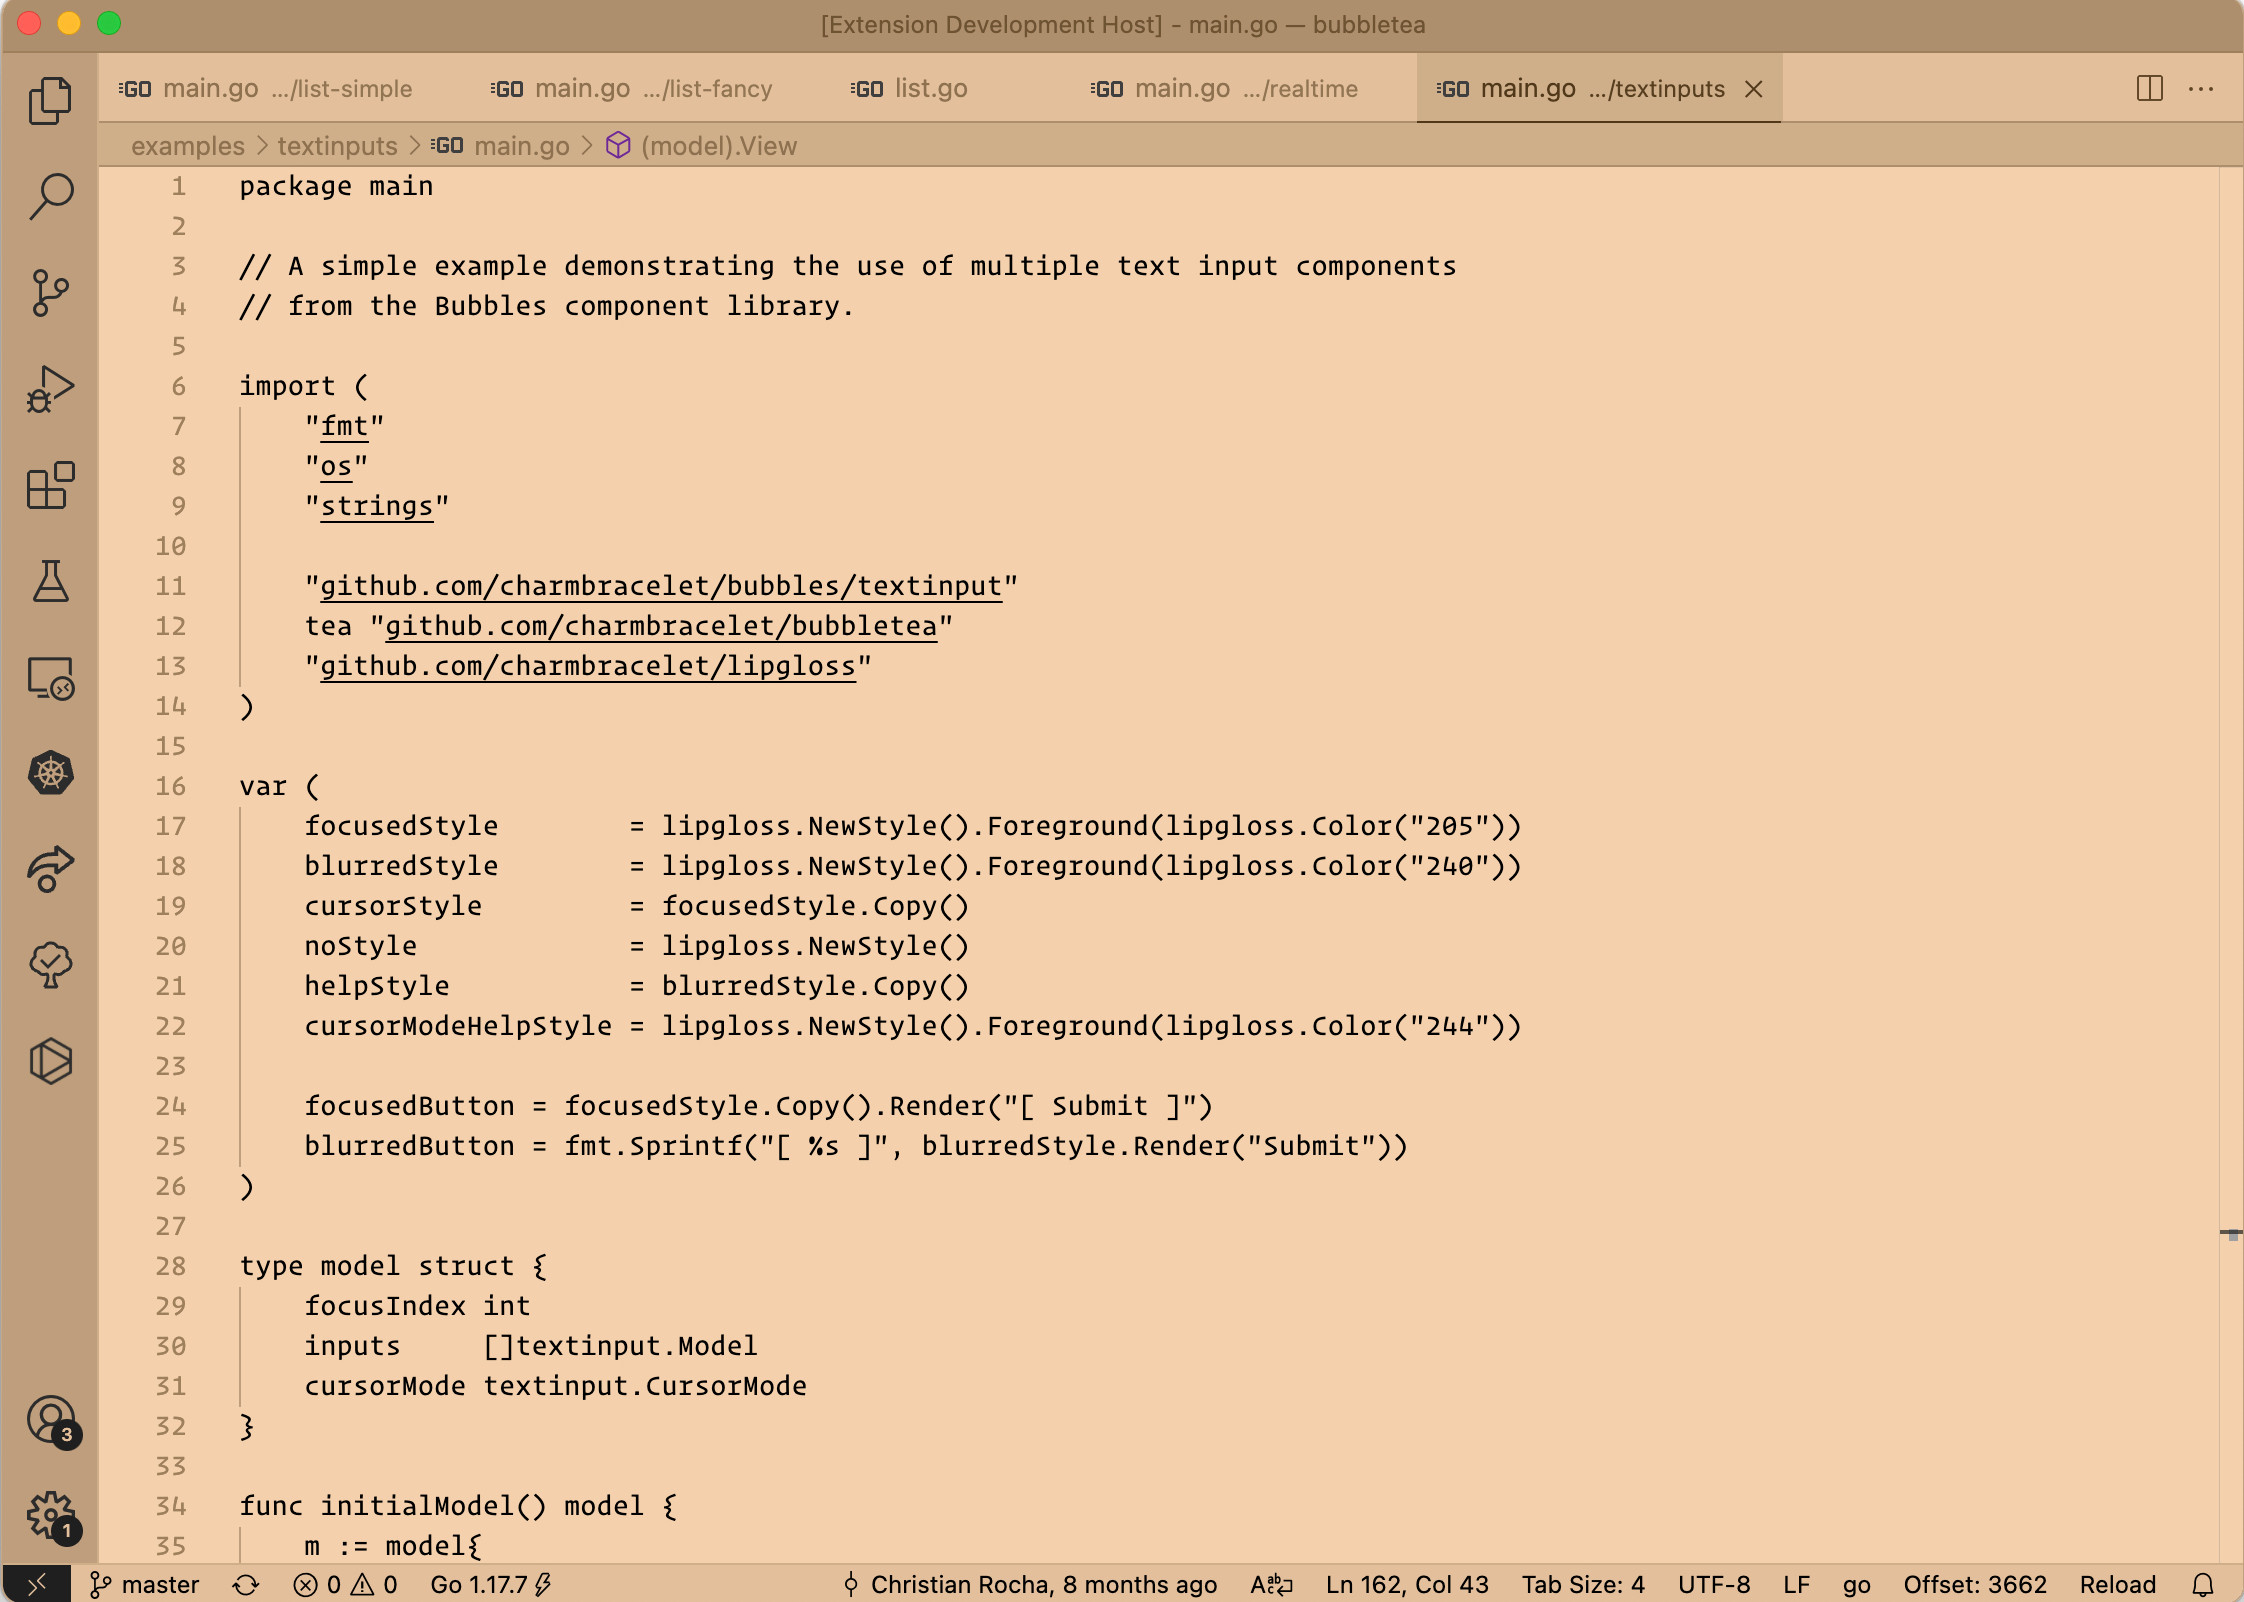 [Extension Development Host] - main.go — bubbletea
GO main.go .../list-simple GO main.go .../list-fancy GO list.go GO main.go .../realtime GO main.go .../textinputs
examples > textinputs > GO main.go > (model).View
1 package main
2
3 // A simple example demonstrating the use of multiple text input components
4 // from the Bubbles component library.
5
6 import (
7 "fmt"
8 "os"
9 "strings"
10
11 "github.com/charmbracelet/bubbles/textinput"
12 tea "github.com/charmbracelet/bubbletea"
13 "github.com/charmbracelet/lipgloss"
14 )
15
16 var (
17 focusedStyle = lipgloss.NewStyle().Foreground(lipgloss.Color("205"))
18 blurredStyle = lipgloss.NewStyle().Foreground(lipgloss.Color("240"))
19 cursorStyle = focusedStyle.Copy()
20 noStyle = lipgloss.NewStyle()
21 helpStyle = blurredStyle.Copy()
22 cursorModeHelpStyle = lipgloss.NewStyle().Foreground(lipgloss.Color("244"))
23
24 focusedButton = focusedStyle.Copy().Render("[ Submit ]")
25 blurredButton = fmt.Sprintf("[ %s ]", blurredStyle.Render("Submit"))
26 )
27
28 type model struct {
29 focusIndex int
30 inputs []textinput.Model
31 cursorMode textinput.CursorMode
32 }
33
34 func initialModel() model {
35 m := model{
3
1
master 0 0 Go 1.17.7 Christian Rocha, 8 months ago Ln 162, Col 43 Tab Size: 4 UTF-8 LF go Offset: 3662 Reload